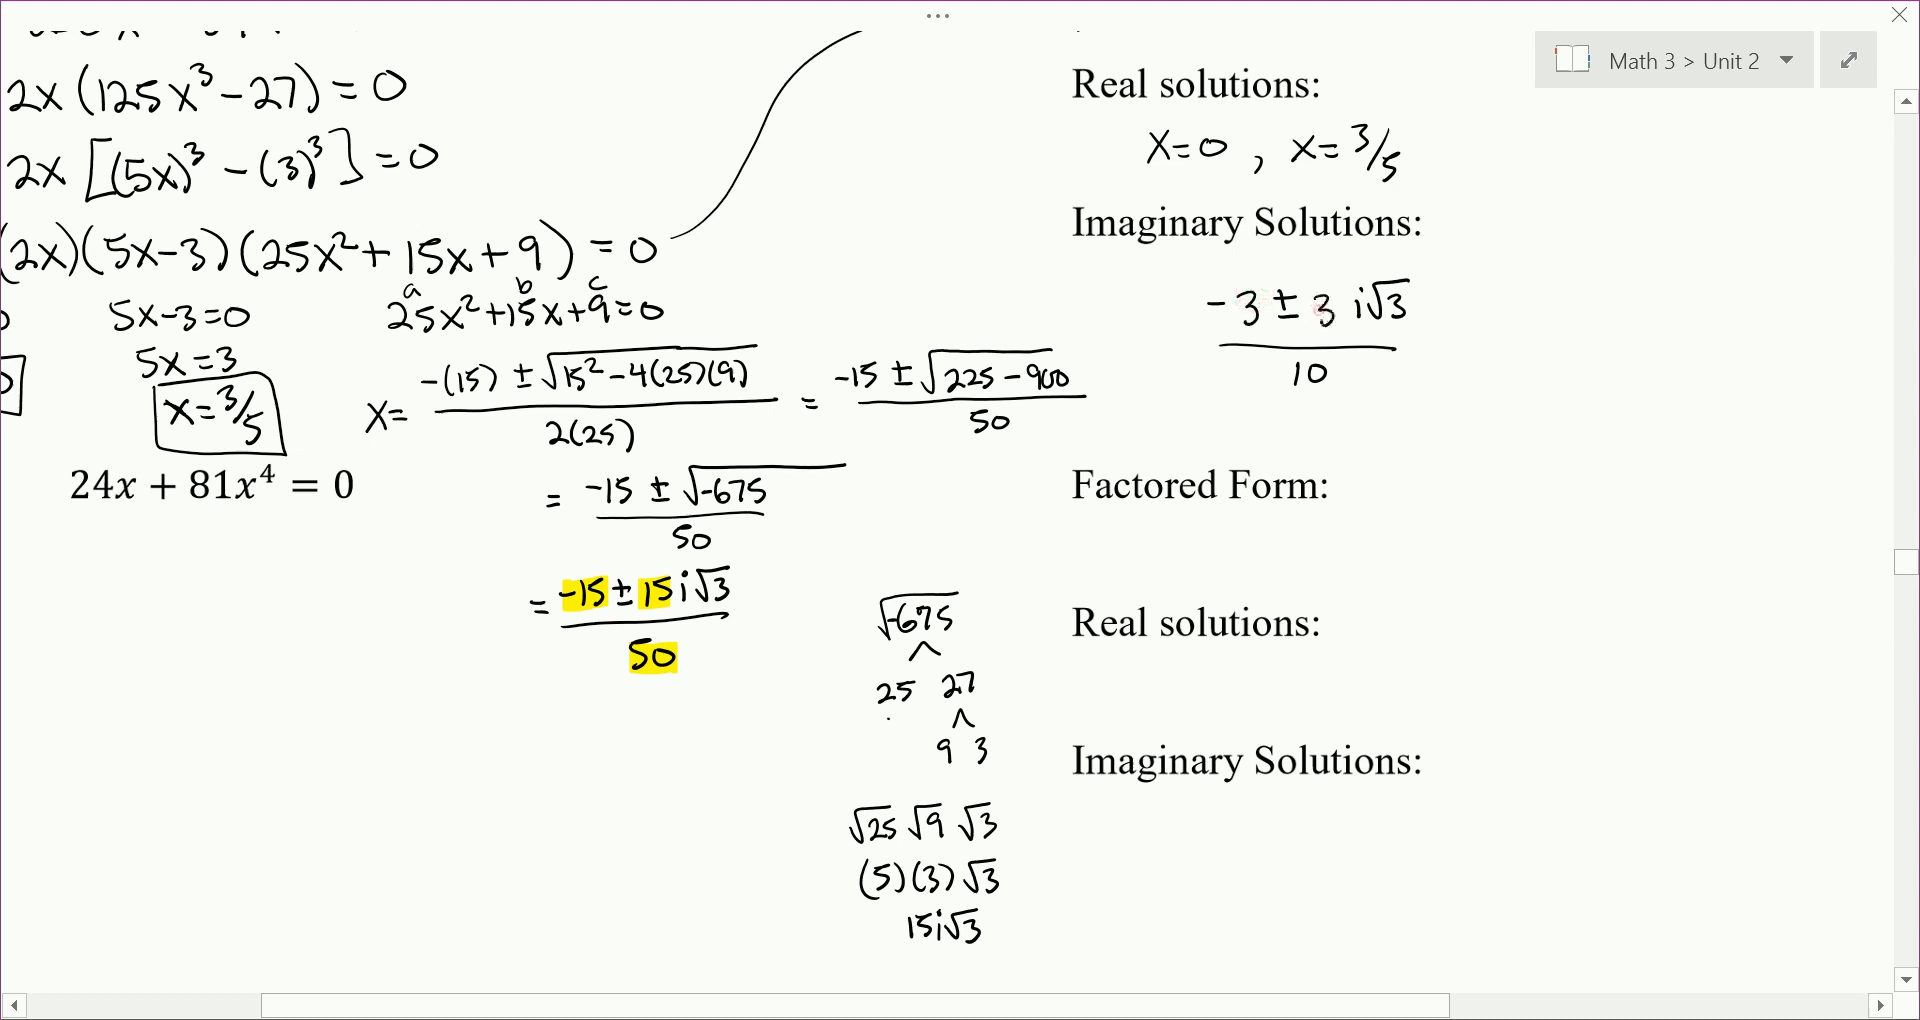 Math 3 > Unit 2
2x(125x³-27)=0
2x[(5x)³-(3)³]=0
(2x)(5x-3)(25x²+15x+9)=0
a b c
5x-3=0
25x²+15x+9=0
5x=3
x=3/5
x= -(15) ± √15²-4(25)(9) / 2(25) = -15 ± √225-900 / 50
= -15 ± √-675 / 50
= -15 ± 15i√3 / 50
√-675
25 27
9 3
√25 √9 √3
(5)(3)√3
15i√3
24x + 81x⁴ = 0
Real solutions:
x=0 , x=3/5
Imaginary Solutions:
-3 ± 3 i√3 / 10
Factored Form:
Real solutions:
Imaginary Solutions: